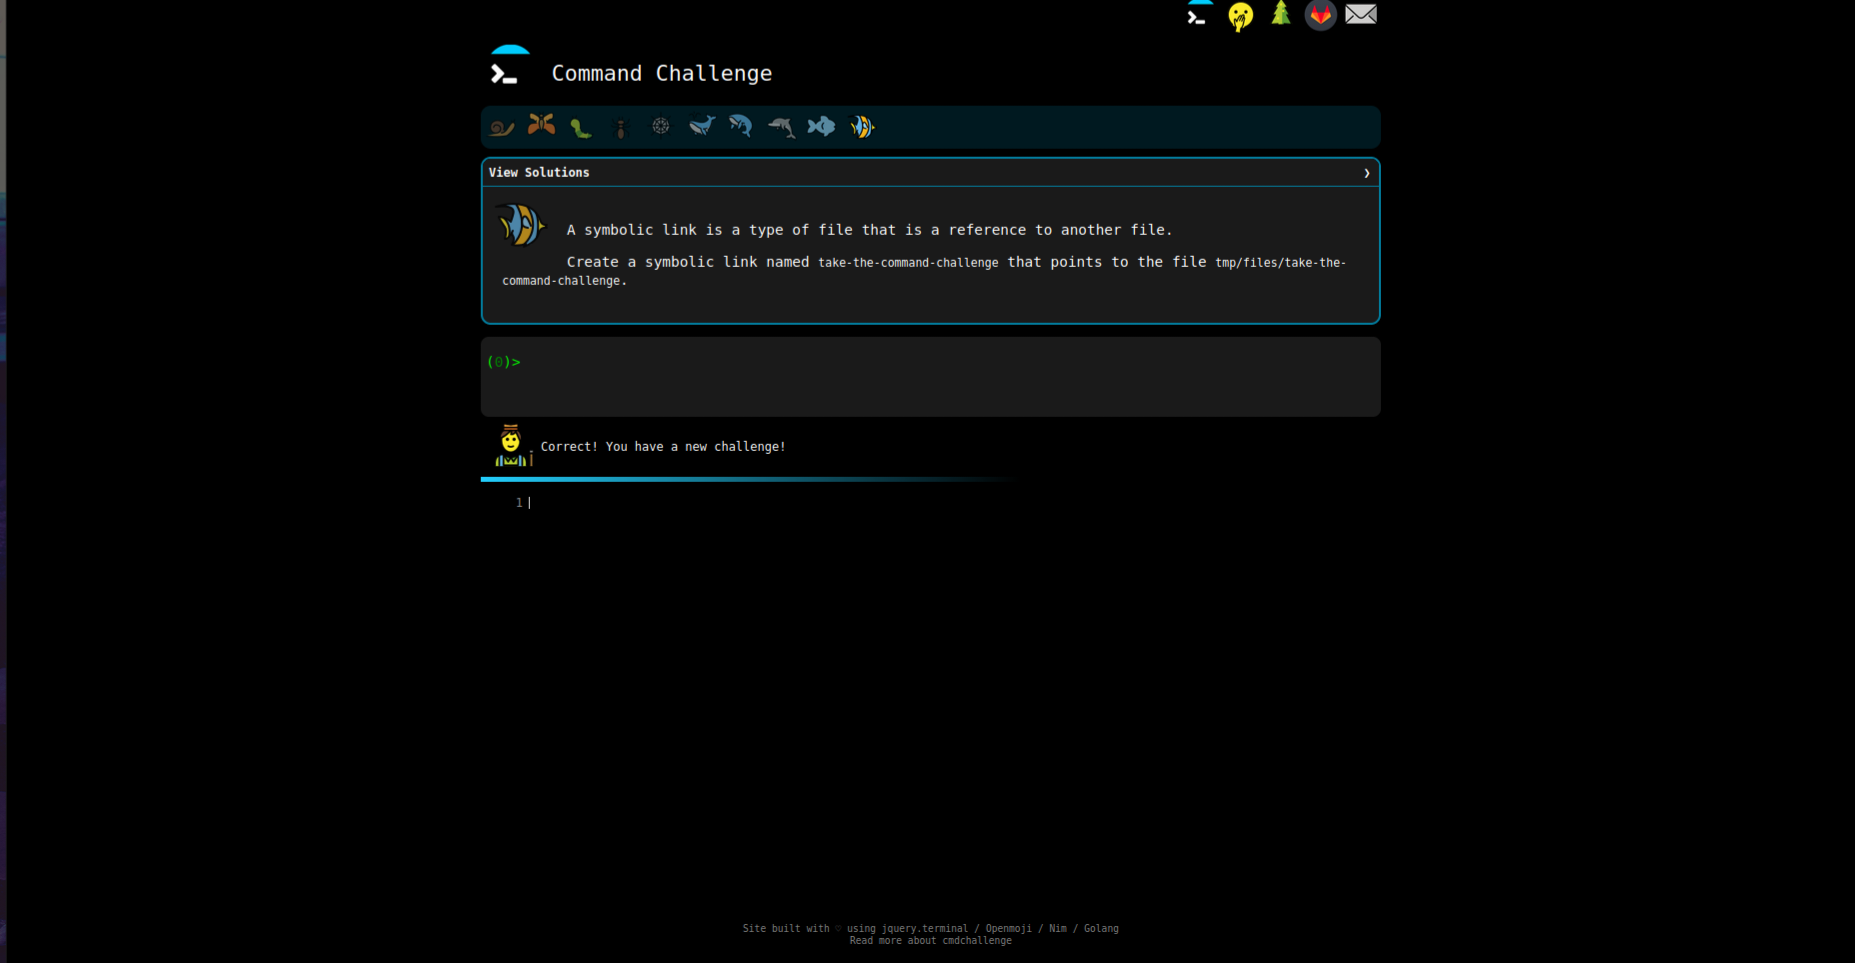 Command Challenge
View Solutions ❯
A symbolic link is a type of file that is a reference to another file.
Create a symbolic link named take-the-command-challenge that points to the file tmp/files/take-the-
command-challenge.
(0)>
Correct! You have a new challenge!
1
Site built with ♡ using jquery.terminal / Openmoji / Nim / Golang
Read more about cmdchallenge